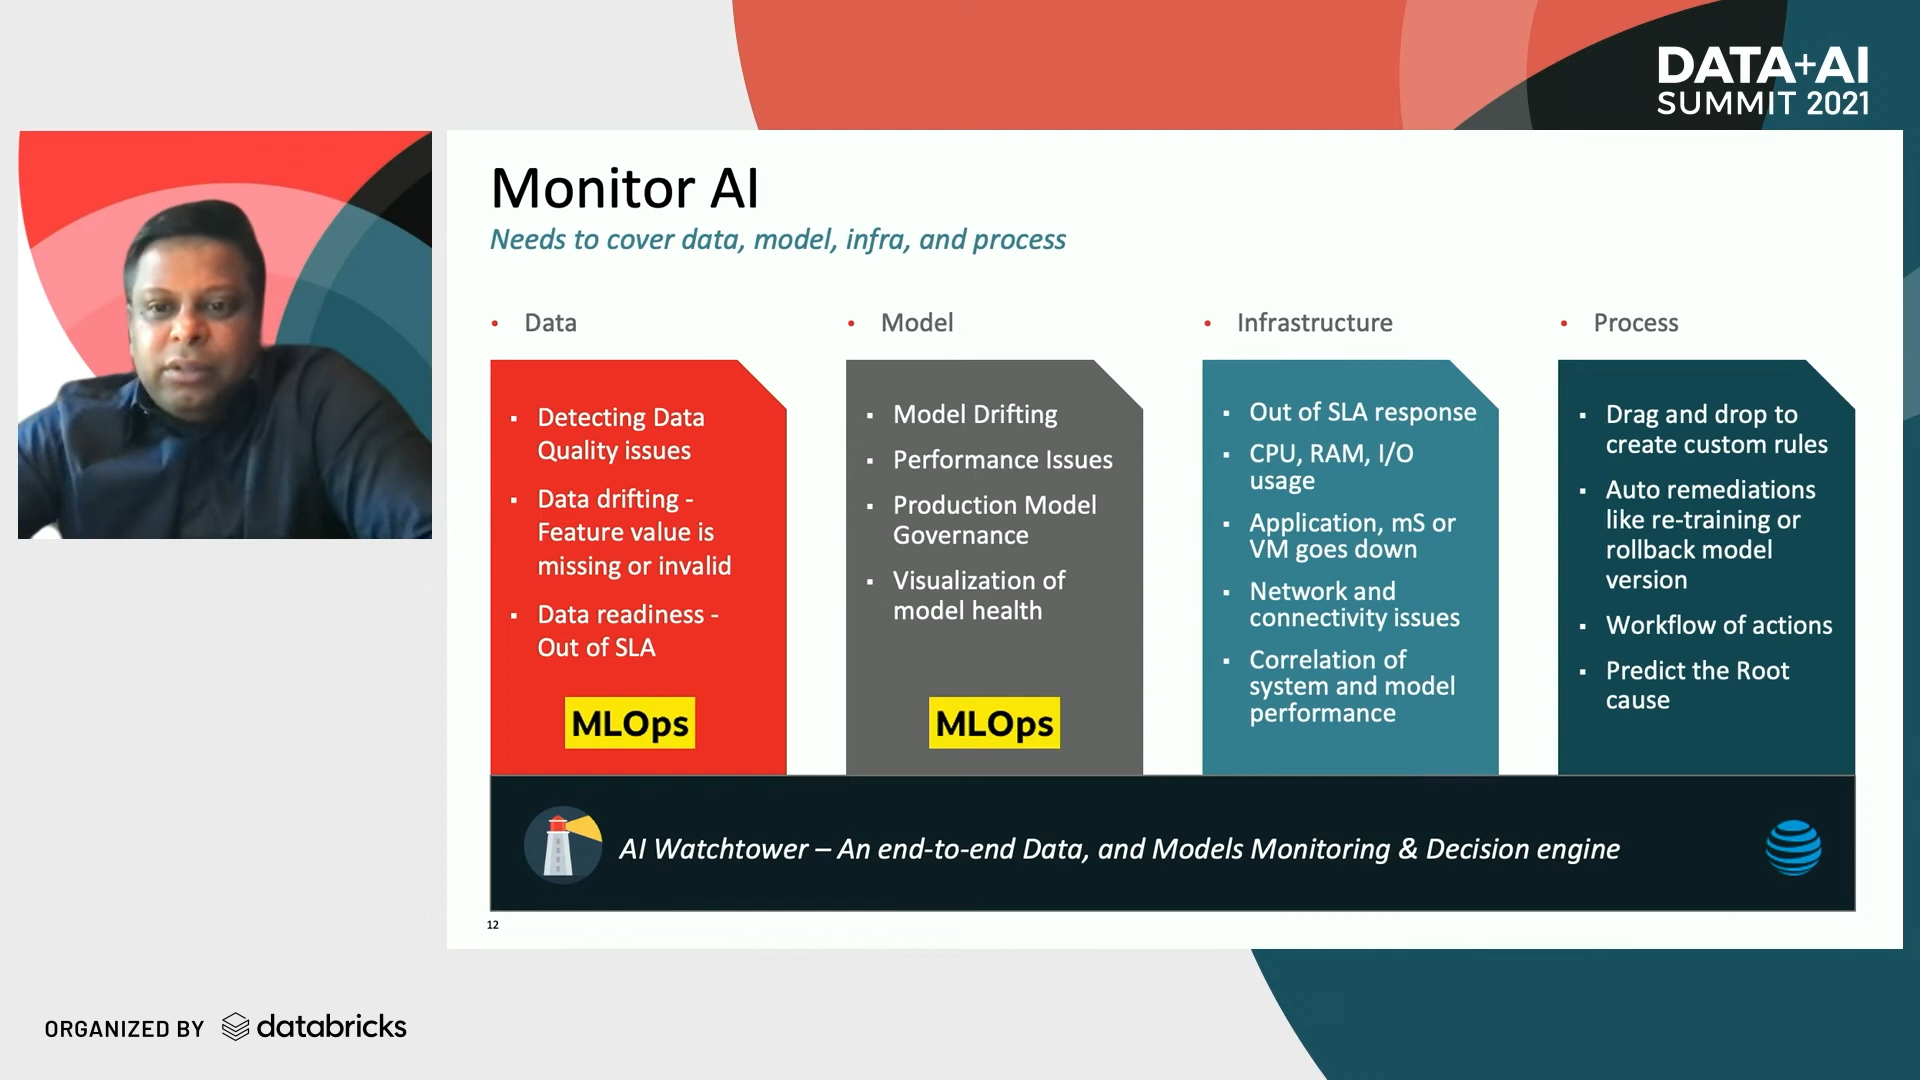 DATA+AI
SUMMIT 2021
Monitor AI
Needs to cover data, model, infra, and process
• Data
▪ Detecting Data
Quality issues
▪ Data drifting -
Feature value is
missing or invalid
▪ Data readiness -
Out of SLA
MLOps
• Model
▪ Model Drifting
▪ Performance Issues
▪ Production Model
Governance
▪ Visualization of
model health
MLOps
• Infrastructure
▪ Out of SLA response
▪ CPU, RAM, I/O
usage
▪ Application, mS or
VM goes down
▪ Network and
connectivity issues
▪ Correlation of
system and model
performance
• Process
▪ Drag and drop to
create custom rules
▪ Auto remediations
like re-training or
rollback model
version
▪ Workflow of actions
▪ Predict the Root
cause
AI Watchtower – An end-to-end Data, and Models Monitoring & Decision engine
12
ORGANIZED BY databricks